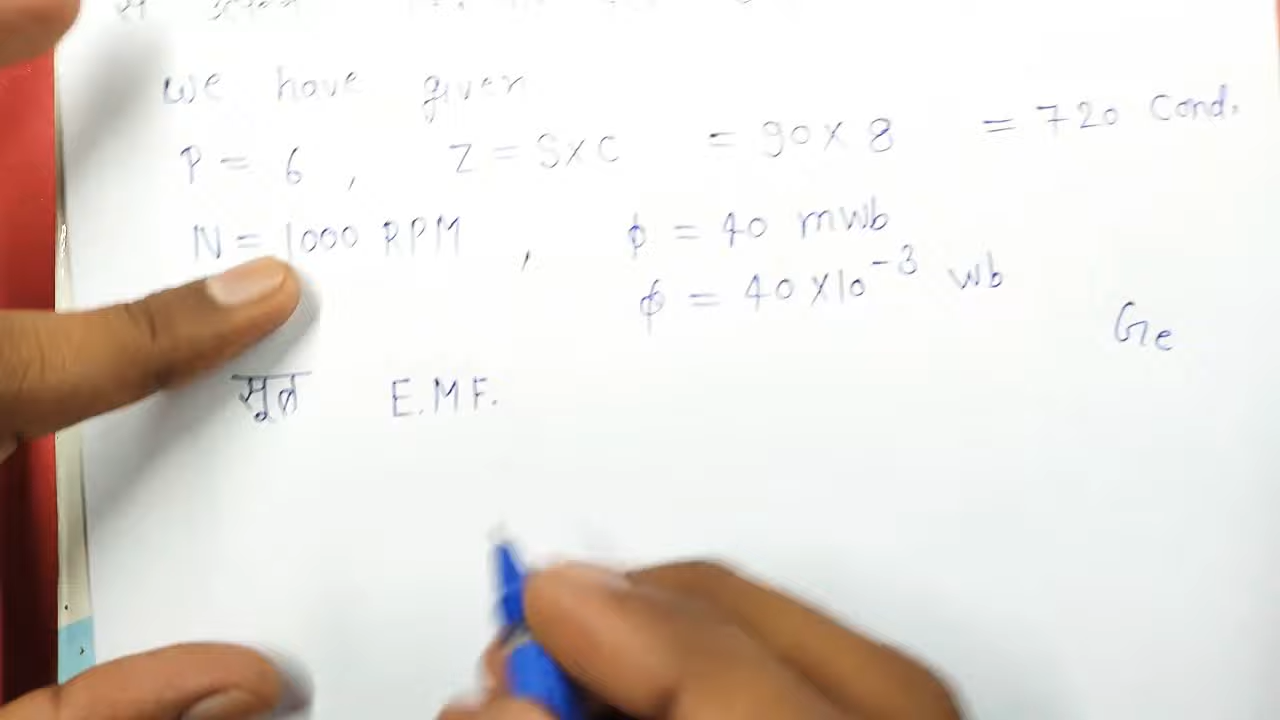 we have given
P = 6 , Z = S×C = 90×8 = 720 Cond.
N = 1000 RPM , ϕ = 40 mwb
ϕ = 40×10⁻³ wb
Ge
सूत्र E.M.F.